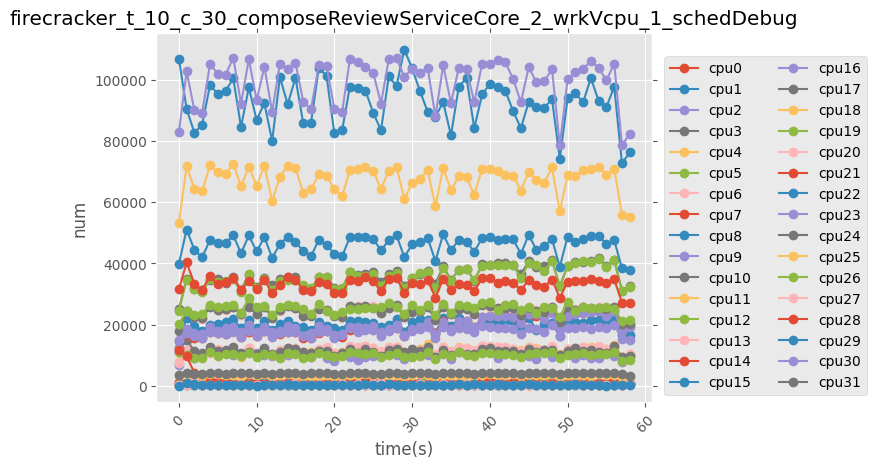 firecracker_t_10_c_30_composeReviewServiceCore_2_wrkVcpu_1_schedDebug
num
100000
80000
60000
40000
20000
0
0
10
20
30
40
50
60
time(s)
cpu0
cpu1
cpu2
cpu3
cpu4
cpu5
cpu6
cpu7
cpu8
cpu9
cpu10
cpu11
cpu12
cpu13
cpu14
cpu15
cpu16
cpu17
cpu18
cpu19
cpu20
cpu21
cpu22
cpu23
cpu24
cpu25
cpu26
cpu27
cpu28
cpu29
cpu30
cpu31